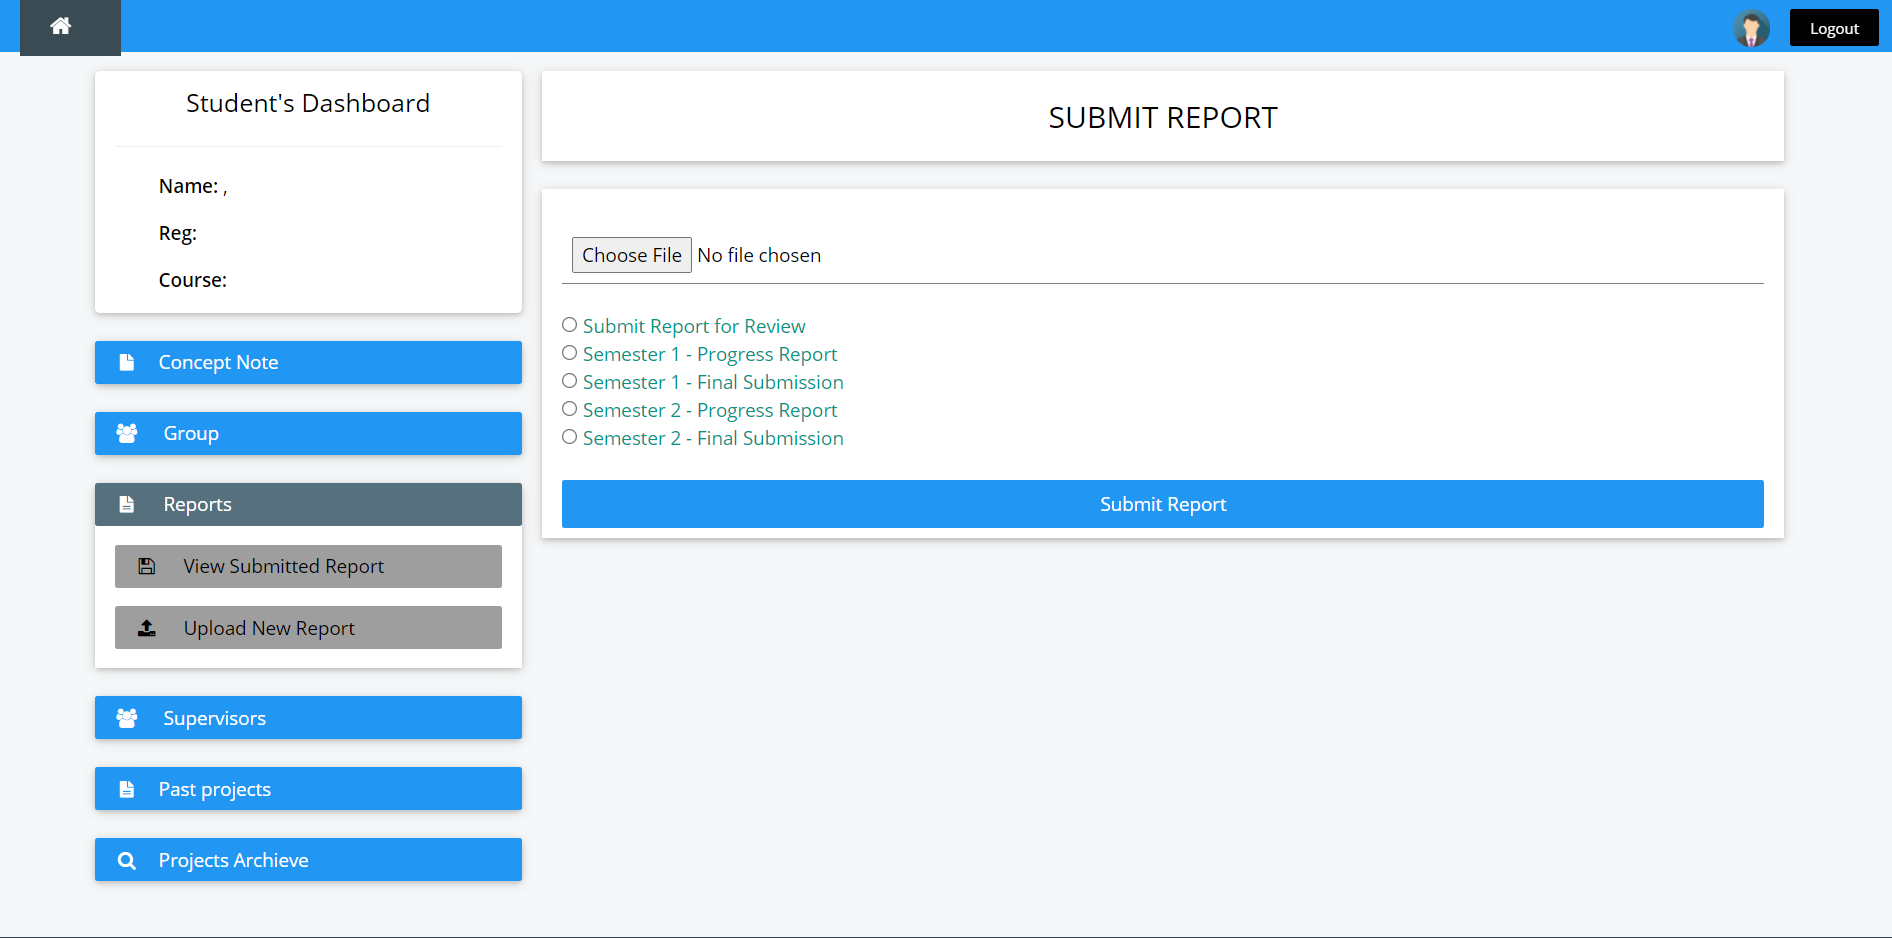 Logout
Student's Dashboard
Name: ,
Reg:
Course:
Concept Note
Group
Reports
View Submitted Report
Upload New Report
Supervisors
Past projects
Projects Archieve
SUBMIT REPORT
Choose File No file chosen
Submit Report for Review
Semester 1 - Progress Report
Semester 1 - Final Submission
Semester 2 - Progress Report
Semester 2 - Final Submission
Submit Report